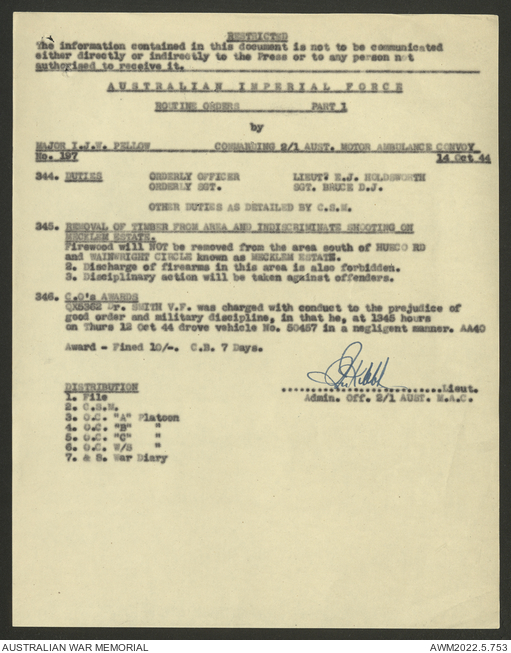 RESTRICTED
The information contained in this document is not to be communicated
either directly or indirectly to the Press or to any person not
authorised to receive it.
AUSTRALIAN IMPERIAL FORCE
ROUTINE ORDERS PART 1
by
MAJOR I.J.W. PELLOW COMMANDING 2/1 AUST. MOTOR AMBULANCE CONVOY
No. 197 14 Oct 44
344. DUTIES ORDERLY OFFICER LIEUT. E.J. HOLDSWORTH
ORDERLY SGT. SGT. BRUCE D.J.
OTHER DUTIES AS DETAILED BY C.S.M.
345. REMOVAL OF TIMBER FROM AREA AND INDISCRIMINATE SHOOTING ON
MECKLEM ESTATE.
Firewood will NOT be removed from the area south of HUECO RD
and WAINWRIGHT CIRCLE known as MECKLEM ESTATE.
2. Discharge of firearms in this area is also forbidden.
3. Disciplinary action will be taken against offenders.
346. C.O's AWARDS
QX5362 Dr. SMITH V.F. was charged with conduct to the prejudice of
good order and military discipline, in that he, at 1345 hours
on Thurs 12 Oct 44 drove vehicle No. 50457 in a negligent manner. AA40
Award - Fined 10/-. C.B. 7 Days.
..............................Lieut.
Admin. Off. 2/1 AUST. M.A.C.
DISTRIBUTION
1. File
2. C.S.M.
3. O.C. "A" Platoon
4. O.C. "B" "
5. O.C. "C" "
6. O.C. W/S "
7. & 8. War Diary
AUSTRALIAN WAR MEMORIAL
AWM2022.5.753